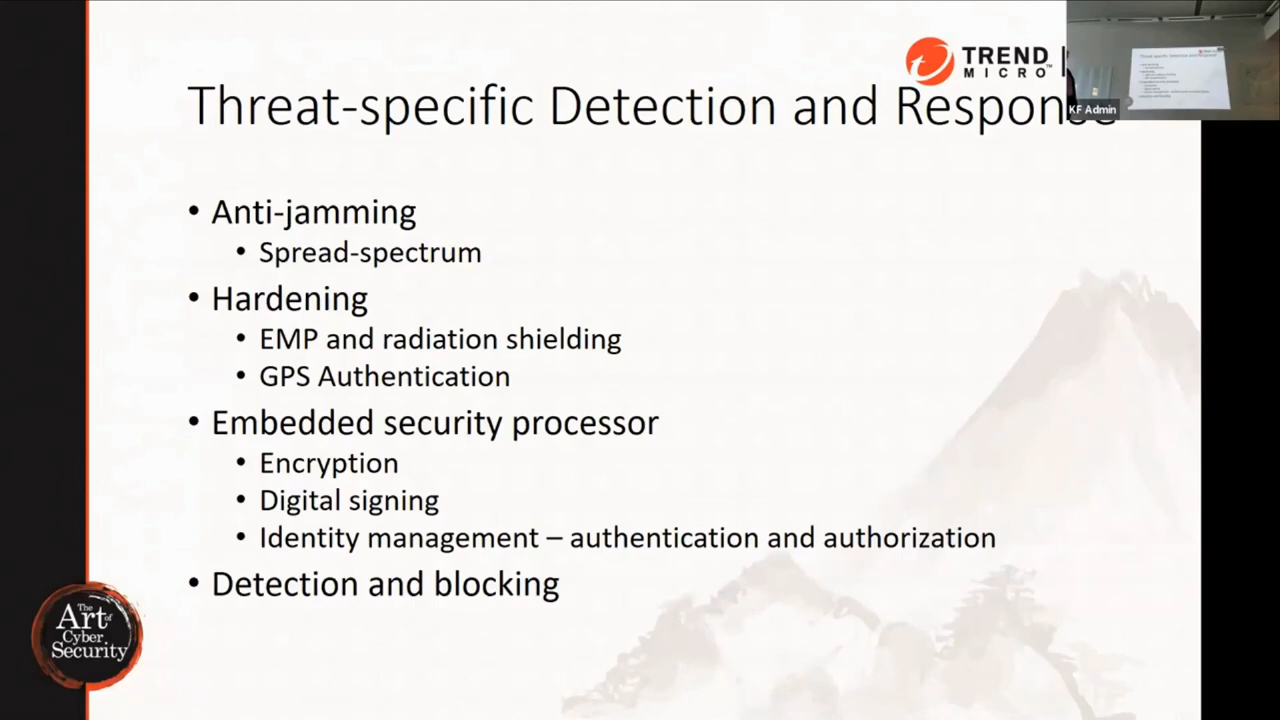 TREND
MICRO™
Threat-specific Detection and Response
KF Admin
• Anti-jamming
• Spread-spectrum
• Hardening
• EMP and radiation shielding
• GPS Authentication
• Embedded security processor
• Encryption
• Digital signing
• Identity management – authentication and authorization
• Detection and blocking
The
Art of
Cyber
Security